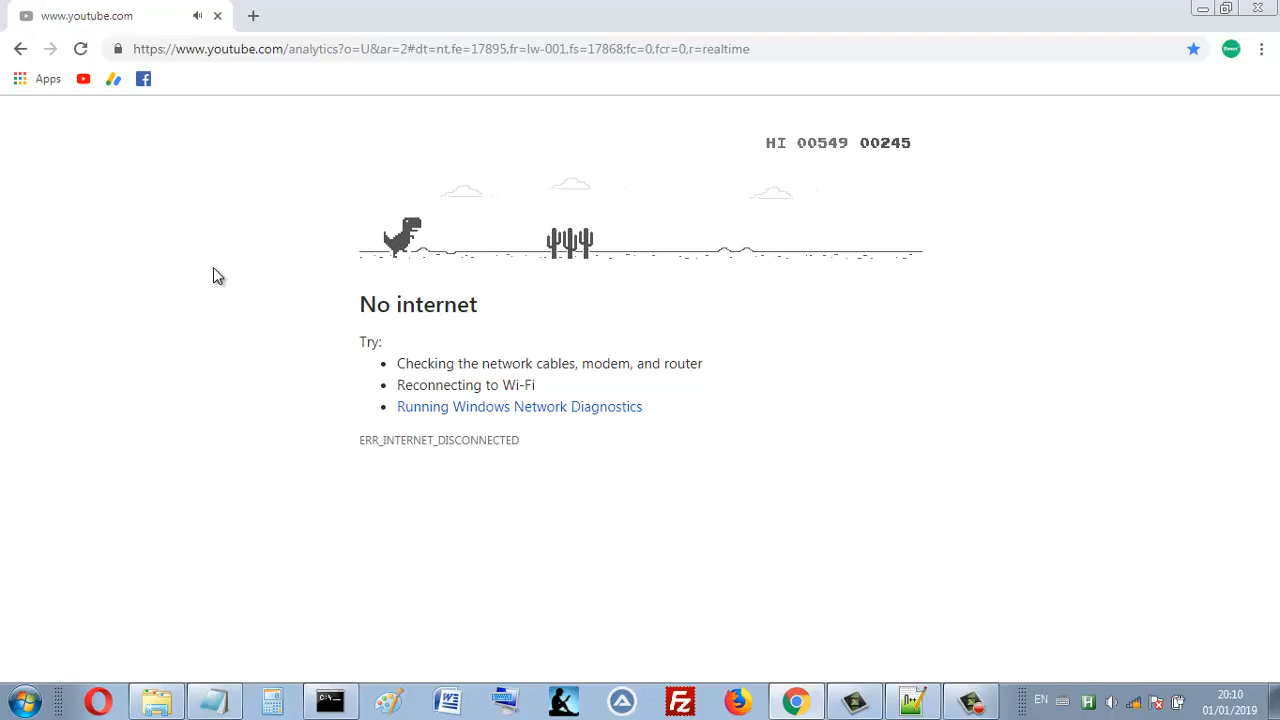 www.youtube.com
https://www.youtube.com/analytics?o=U&ar=2#dt=nt,fe=17895,fr=lw-001,fs=17868;fc=0,fcr=0,r=realtime
Apps
HI 00549 00245
No internet
Try:
Checking the network cables, modem, and router
Reconnecting to Wi-Fi
Running Windows Network Diagnostics
ERR_INTERNET_DISCONNECTED
EN
20:10
01/01/2019